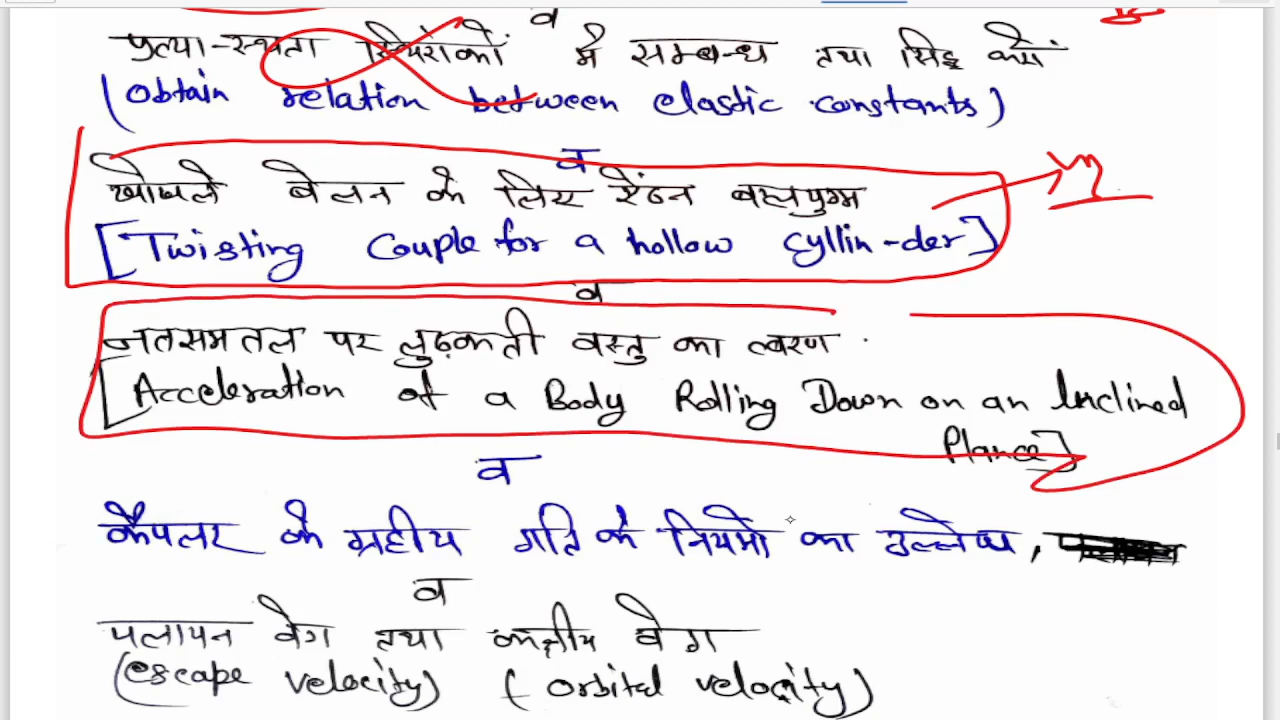 व
प्रत्या-स्थता स्थिरांकों में सम्बन्ध तथा सिद्ध करों
(Obtain relation between elastic constants)
व
खोखले बेलन के लिए ऐंठन बलयुग्म
[Twisting Couple for a hollow Cyllin-der]
η
व
नतसमतल पर लुढ़कती वस्तु का त्वरण
[Acceleration of a Body Rolling Down on an Inclined
Plance]
व
कैपलर के ग्रहीय गति के नियमो का उल्लेख,
व
पलायन वेग तथा कक्षीय वेग
(escape velocity) (orbital velocity)